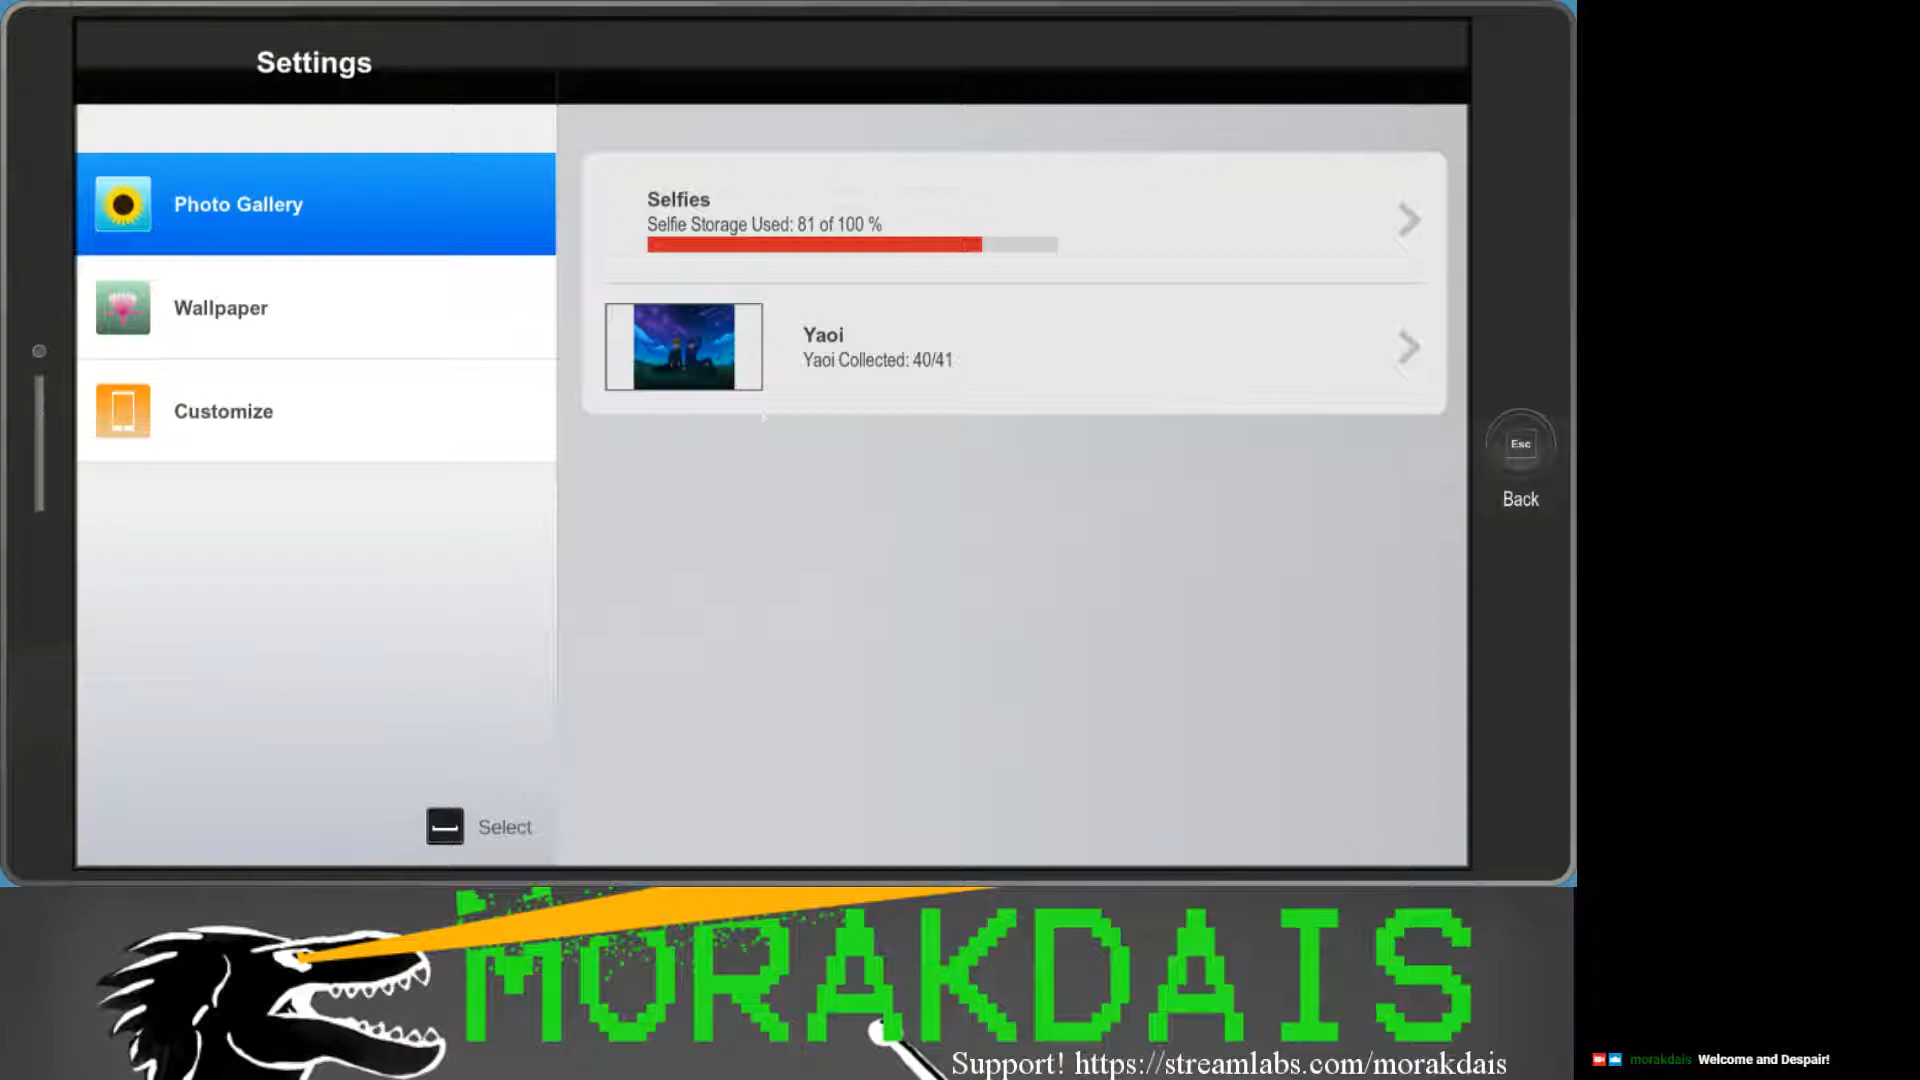 Settings
Photo Gallery
Wallpaper
Customize
Select
Selfies
Selfie Storage Used: 81 of 100 %
Yaoi
Yaoi Collected: 40/41
Esc
Back
MORAKDAIS
Support! https://streamlabs.com/morakdais
morakdais Welcome and Despair!